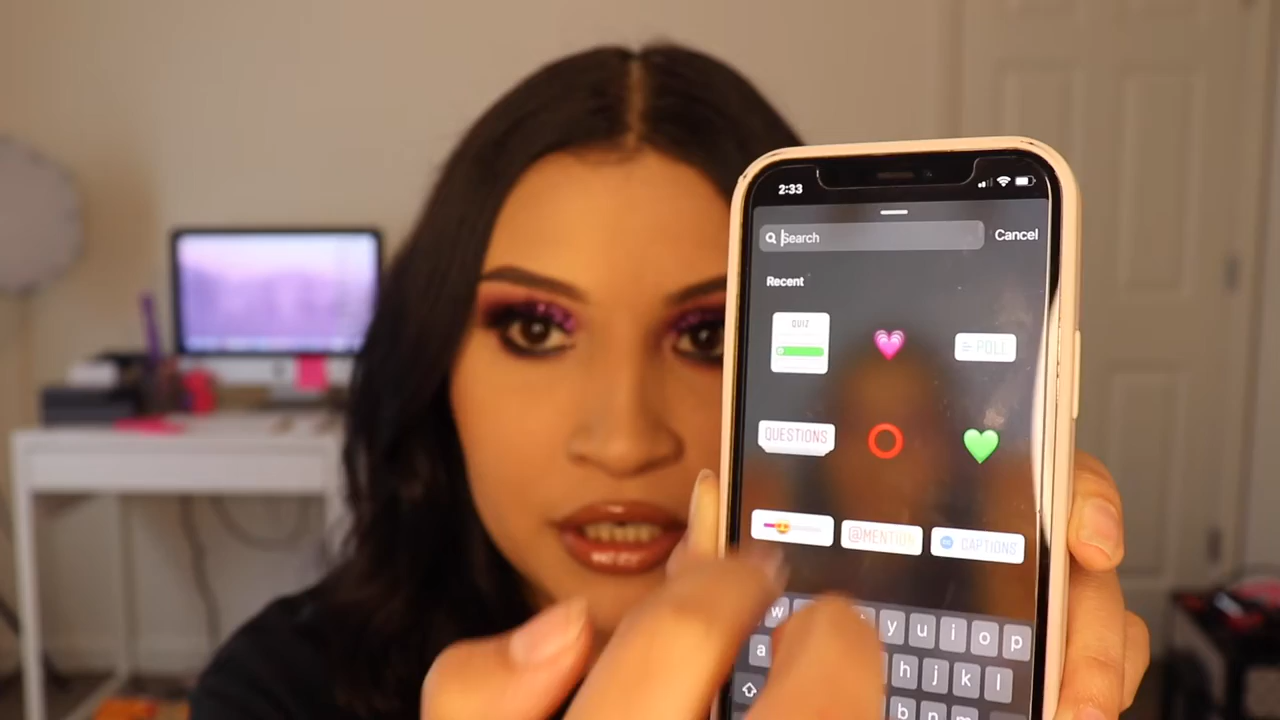 2:33
Search
Cancel
Recent
QUIZ
POLL
QUESTIONS
@MENTION
CAPTIONS
w y u i o p
a h j k l
b n m